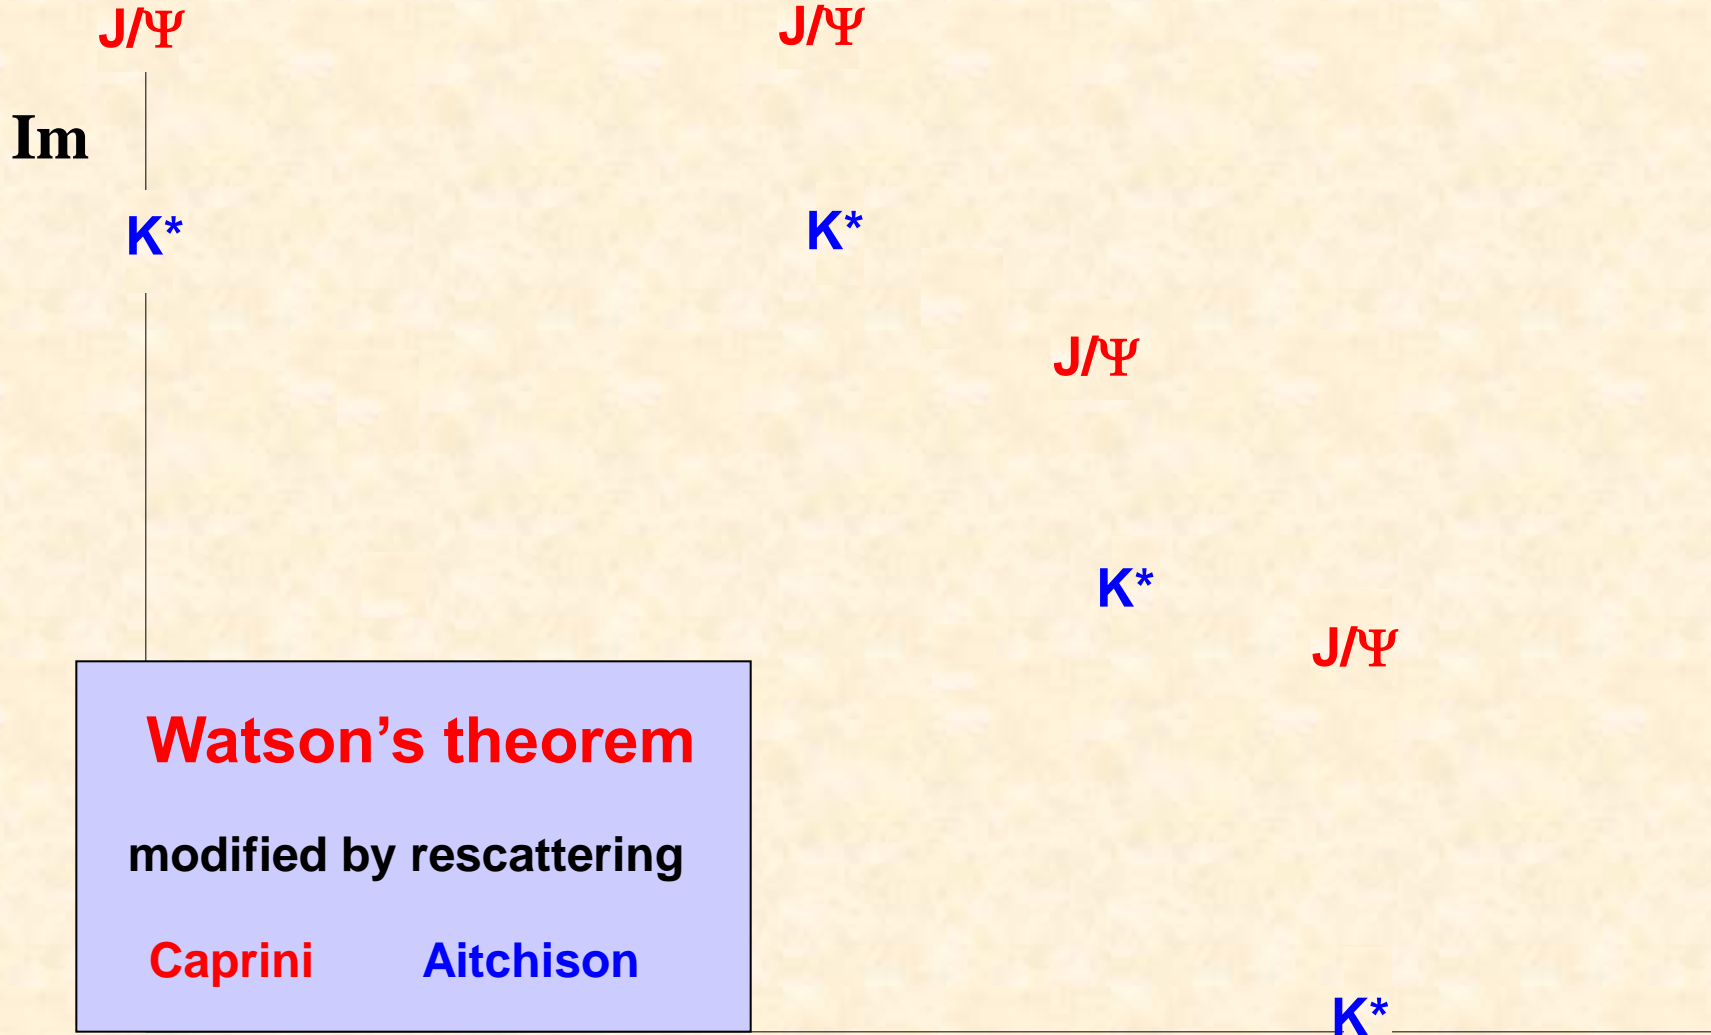 J/Ψ J/Ψ
Im
K* K*
J/Ψ
K*
J/Ψ
Watson’s theorem
modified by rescattering
Caprini Aitchison
K*